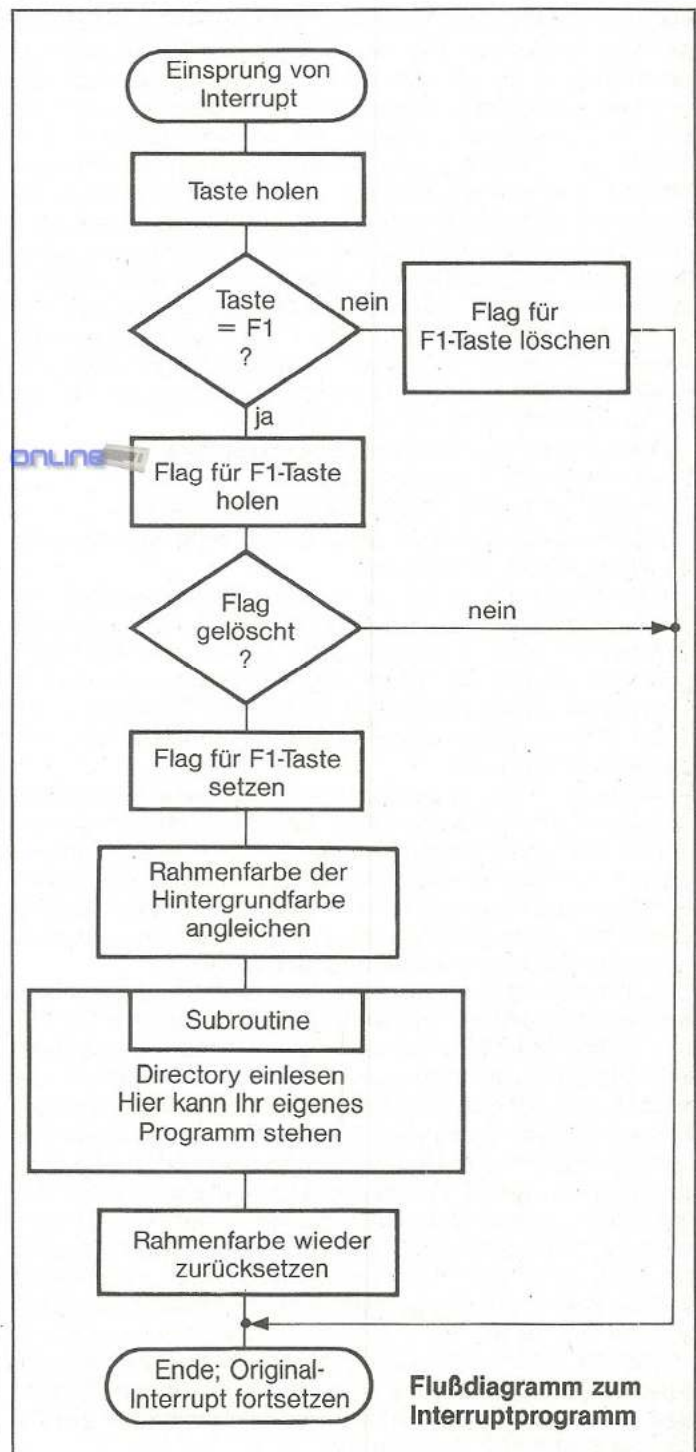 Einsprung von
Interrupt
Taste holen
Taste
= F1
?
nein
Flag für
F1-Taste löschen
ja
ONLINE
Flag für F1-Taste
holen
Flag
gelöscht
?
nein
Flag für F1-Taste
setzen
Rahmenfarbe der
Hintergrundfarbe
angleichen
Subroutine
Directory einlesen
Hier kann Ihr eigenes
Programm stehen
Rahmenfarbe wieder
zurücksetzen
Ende; Original-
Interrupt fortsetzen
Flußdiagramm zum
Interruptprogramm